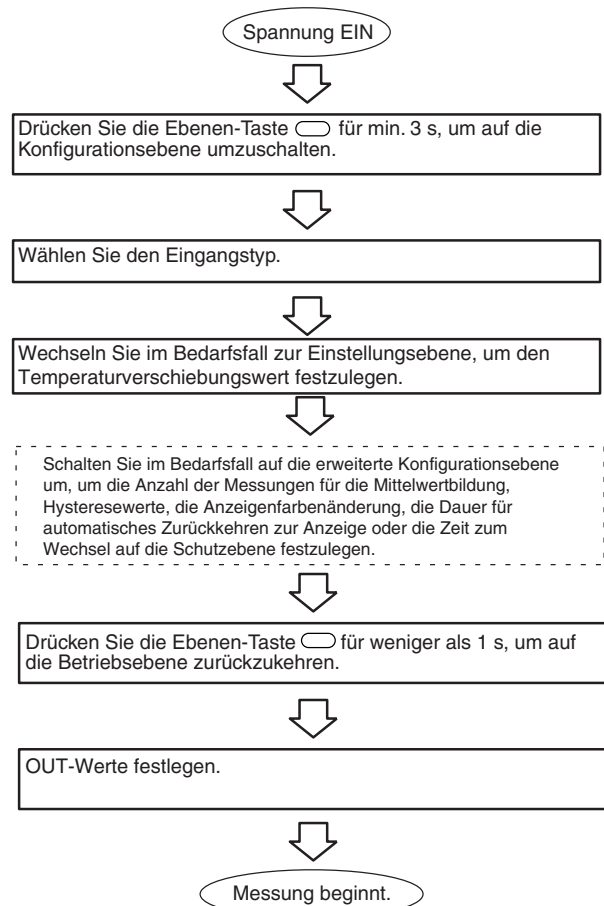 Spannung EIN
Drücken Sie die Ebenen-Taste für min. 3 s, um auf die
Konfigurationsebene umzuschalten.
Wählen Sie den Eingangstyp.
Wechseln Sie im Bedarfsfall zur Einstellungsebene, um den
Temperaturverschiebungswert festzulegen.
Schalten Sie im Bedarfsfall auf die erweiterte Konfigurationsebene
um, um die Anzahl der Messungen für die Mittelwertbildung,
Hysteresewerte, die Anzeigenfarbenänderung, die Dauer für
automatisches Zurückkehren zur Anzeige oder die Zeit zum
Wechsel auf die Schutzebene festzulegen.
Drücken Sie die Ebenen-Taste für weniger als 1 s, um auf
die Betriebsebene zurückzukehren.
OUT-Werte festlegen.
Messung beginnt.